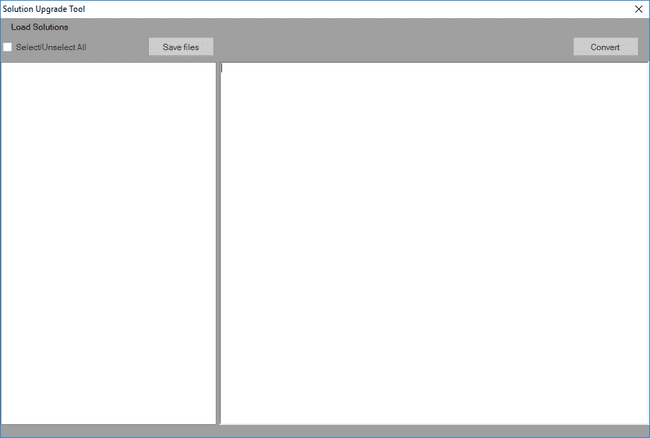 Solution Upgrade Tool
Load Solutions
Select/Unselect All
Save files
Convert